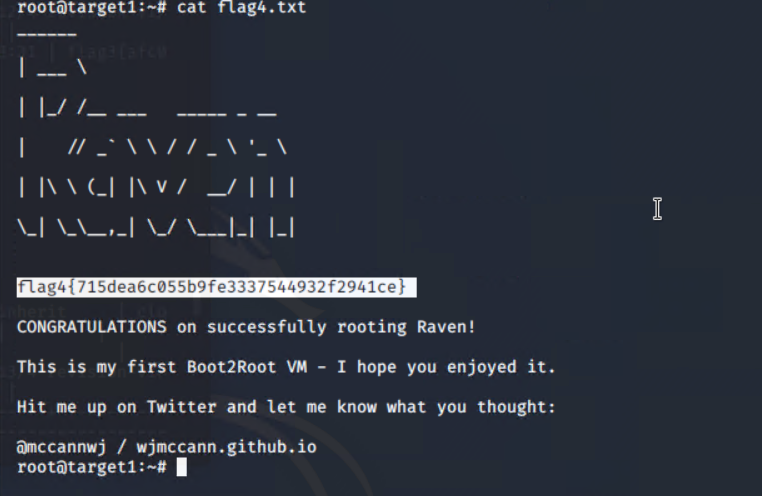 root@target1:~# cat flag4.txt
______
| ___ \
| |_/ /__ ___   _____ _ __
|    // _` \ \ / / _ \ '_ \
| |\ \ (_| |\ V /  __/ | | |
\_| \_\__,_| \_/ \___|_| |_|
flag4{715dea6c055b9fe3337544932f2941ce}
CONGRATULATIONS on successfully rooting Raven!
This is my first Boot2Root VM - I hope you enjoyed it.
Hit me up on Twitter and let me know what you thought:
@mccannwj / wjmccann.github.io
root@target1:~#